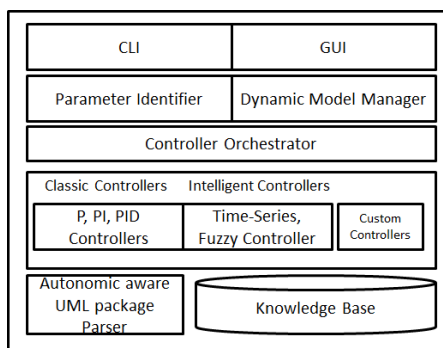 CLI
GUI
Parameter Identifier
Dynamic Model Manager
Controller Orchestrator
Classic Controllers
Intelligent Controllers
P, PI, PID
Controllers
Time-Series,
Fuzzy Controller
Custom
Controllers
Autonomic aware
UML package
Parser
Knowledge Base